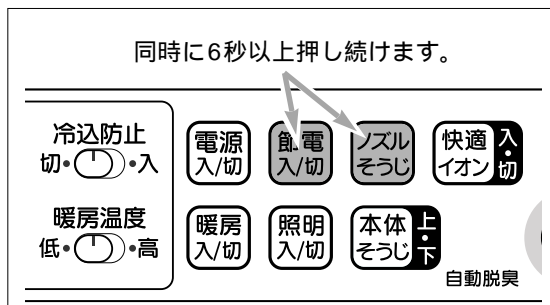 同時に6秒以上押し続けます。
冷込防止
切•入
電源
入/切
節電
入/切
ノズル
そうじ
快適
イオン
入・切
暖房温度
低•高
暖房
入/切
照明
入/切
本体
そうじ
上・下
自動脱臭